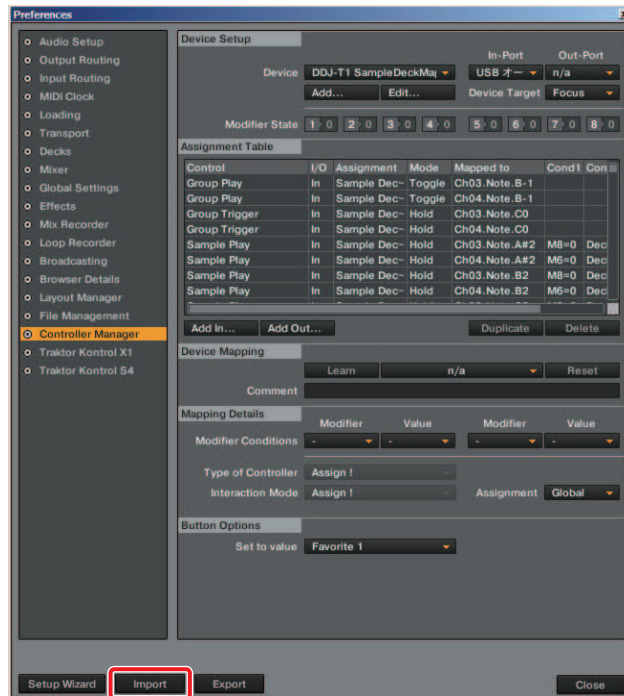 Preferences
Audio Setup
Output Routing
Input Routing
MIDI Clock
Loading
Transport
Decks
Mixer
Global Settings
Effects
Mix Recorder
Loop Recorder
Broadcasting
Browser Details
Layout Manager
File Management
Controller Manager
Traktor Kontrol X1
Traktor Kontrol S4
Device Setup
In-Port Out-Port
Device DDJ-T1 SampleDeckMa USB オー n/a
Add... Edit... Device Target Focus
Modifier State 1 0 2 0 3 0 4 0 5 0 6 0 7 0 8 0
Assignment Table
Control I/O Assignment Mode Mapped to Cond1 Con
Group Play In Sample Dec~ Toggle Ch03.Note.B-1
Group Play In Sample Dec~ Toggle Ch04.Note.B-1
Group Trigger In Sample Dec~ Hold Ch03.Note.C0
Group Trigger In Sample Dec~ Hold Ch04.Note.C0
Sample Play In Sample Dec~ Hold Ch03.Note.A#2 M8=0 Dec
Sample Play In Sample Dec~ Hold Ch04.Note.A#2 M6=0 Dec
Sample Play In Sample Dec~ Hold Ch03.Note.B2 M8=0 Dec
Sample Play In Sample Dec~ Hold Ch04.Note.B2 M6=0 Dec
Add In... Add Out... Duplicate Delete
Device Mapping
Learn n/a Reset
Comment
Mapping Details
Modifier Value Modifier Value
Modifier Conditions - - - -
Type of Controller Assign !
Interaction Mode Assign ! Assignment Global
Button Options
Set to value Favorite 1
Setup Wizard Import Export Close